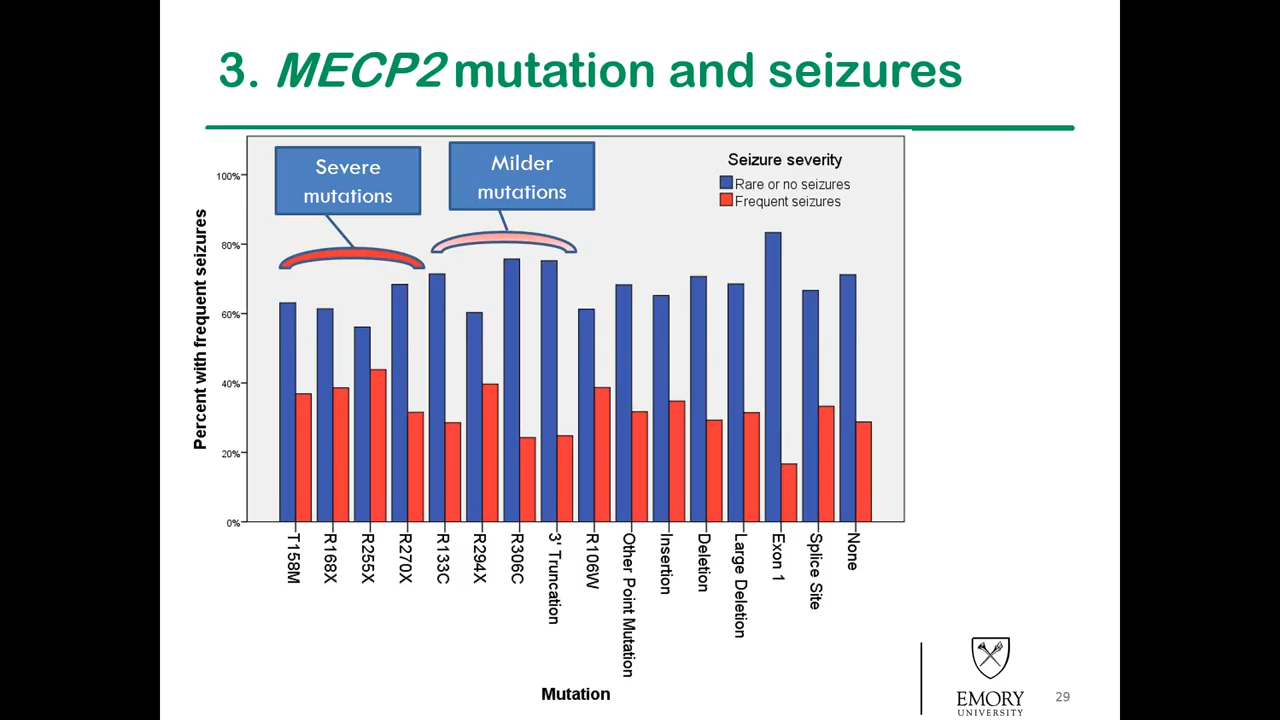 3. MECP2 mutation and seizures
Severe
mutations
Milder
mutations
Seizure severity
Rare or no seizures
Frequent seizures
Percent with frequent seizures
100%
80%
60%
40%
20%
0%
T158M
R168X
R255X
R270X
R133C
R294X
R306C
3' Truncation
R106W
Other Point Mutation
Insertion
Deletion
Large Deletion
Exon 1
Splice Site
None
Mutation
EMORY
UNIVERSITY
29